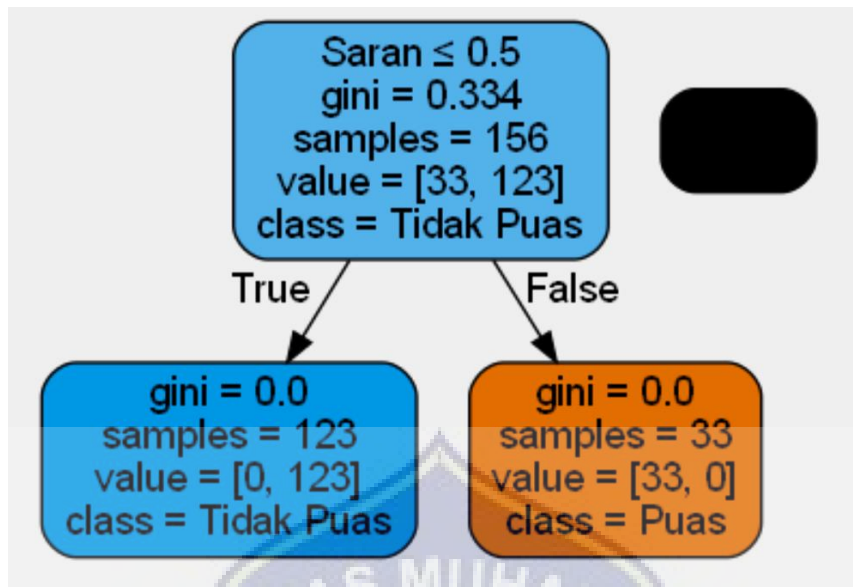 Saran ≤ 0.5
gini = 0.334
samples = 156
value = [33, 123]
class = Tidak Puas
True
False
gini = 0.0
samples = 123
value = [0, 123]
class = Tidak Puas
gini = 0.0
samples = 33
value = [33, 0]
class = Puas